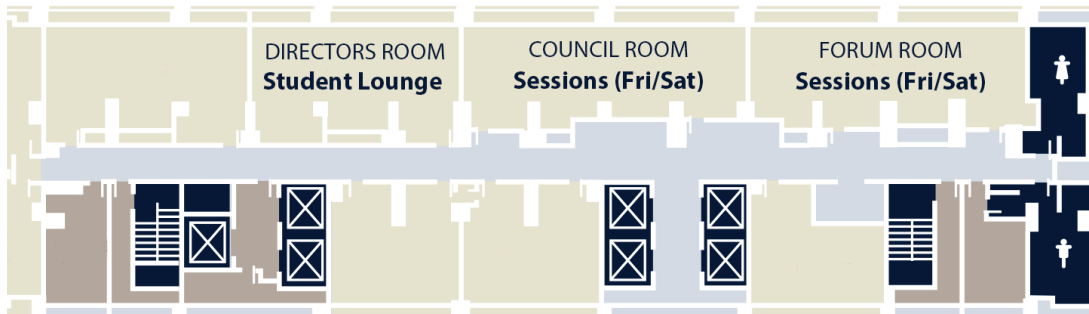 DIRECTORS ROOM
Student Lounge
COUNCIL ROOM
Sessions (Fri/Sat)
FORUM ROOM
Sessions (Fri/Sat)